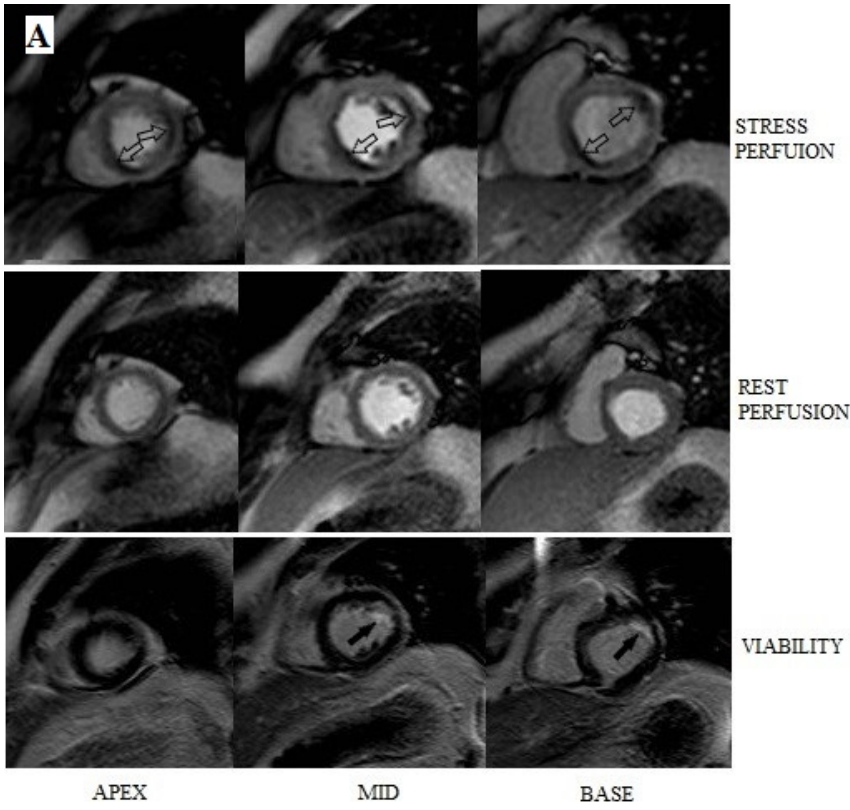 A
STRESS
PERFUION
REST
PERFUSION
VIABILITY
APEX
MID
BASE